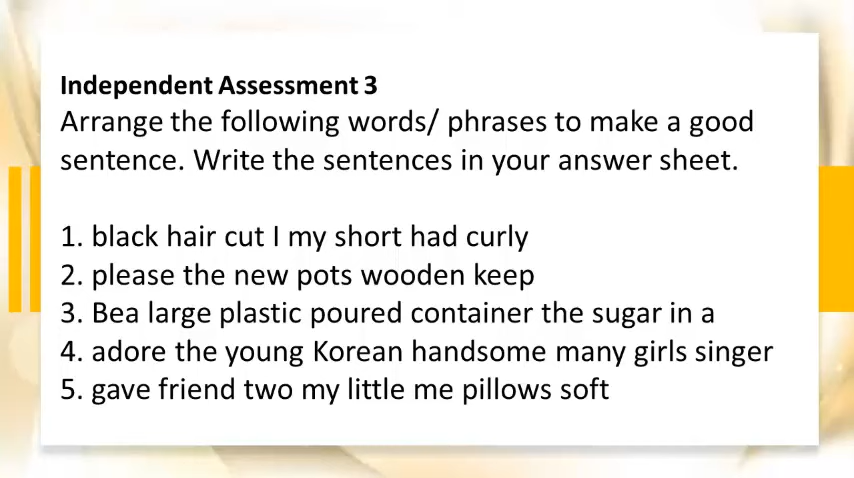 Independent Assessment 3
Arrange the following words/ phrases to make a good
sentence. Write the sentences in your answer sheet.
1. black hair cut I my short had curly
2. please the new pots wooden keep
3. Bea large plastic poured container the sugar in a
4. adore the young Korean handsome many girls singer
5. gave friend two my little me pillows soft